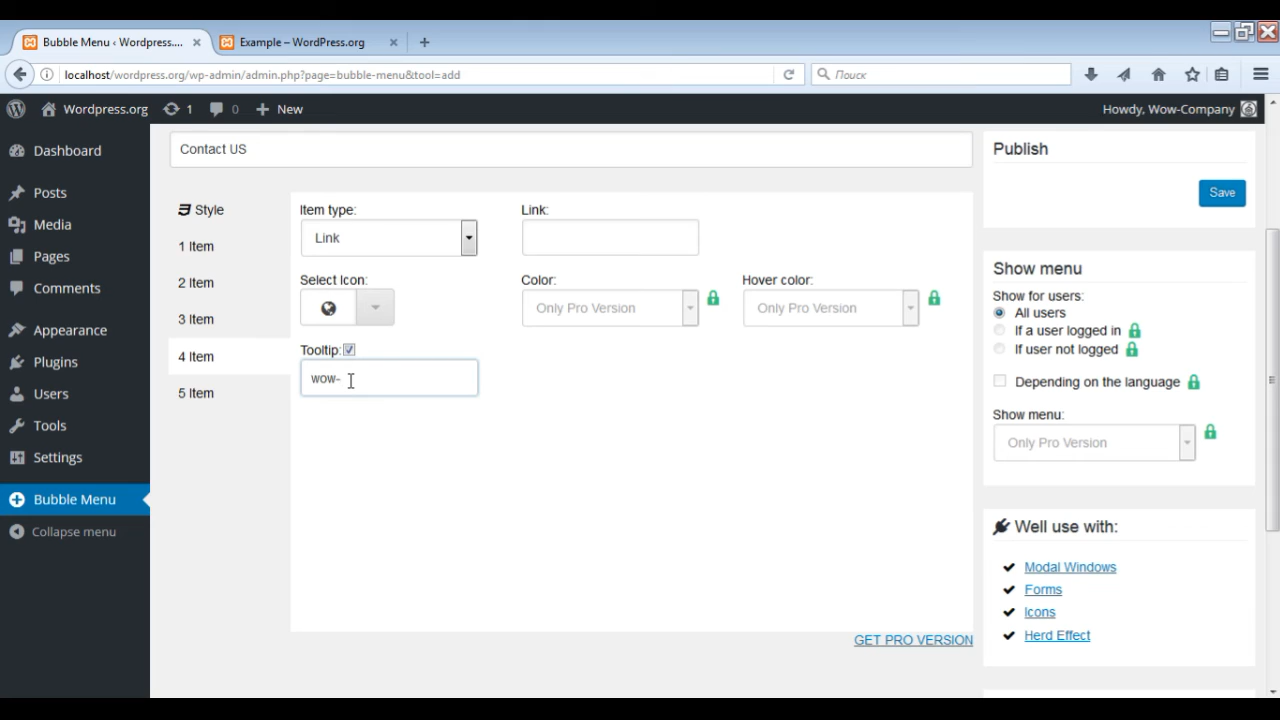 Bubble Menu ‹ Wordpress.... Example – WordPress.org
localhost/wordpress.org/wp-admin/admin.php?page=bubble-menu&tool=add Поиск
Wordpress.org 1 0 New Howdy, Wow-Company
Dashboard
Posts
Media
Pages
Comments
Appearance
Plugins
Users
Tools
Settings
Bubble Menu
Collapse menu
Contact US
Style
1 Item
2 Item
3 Item
4 Item
5 Item
Item type: Link:
Link
Select Icon: Color: Hover color:
Only Pro Version Only Pro Version
Tooltip:
wow-
GET PRO VERSION
Publish
Save
Show menu
Show for users:
All users
If a user logged in
If user not logged
Depending on the language
Show menu:
Only Pro Version
Well use with:
Modal Windows
Forms
Icons
Herd Effect